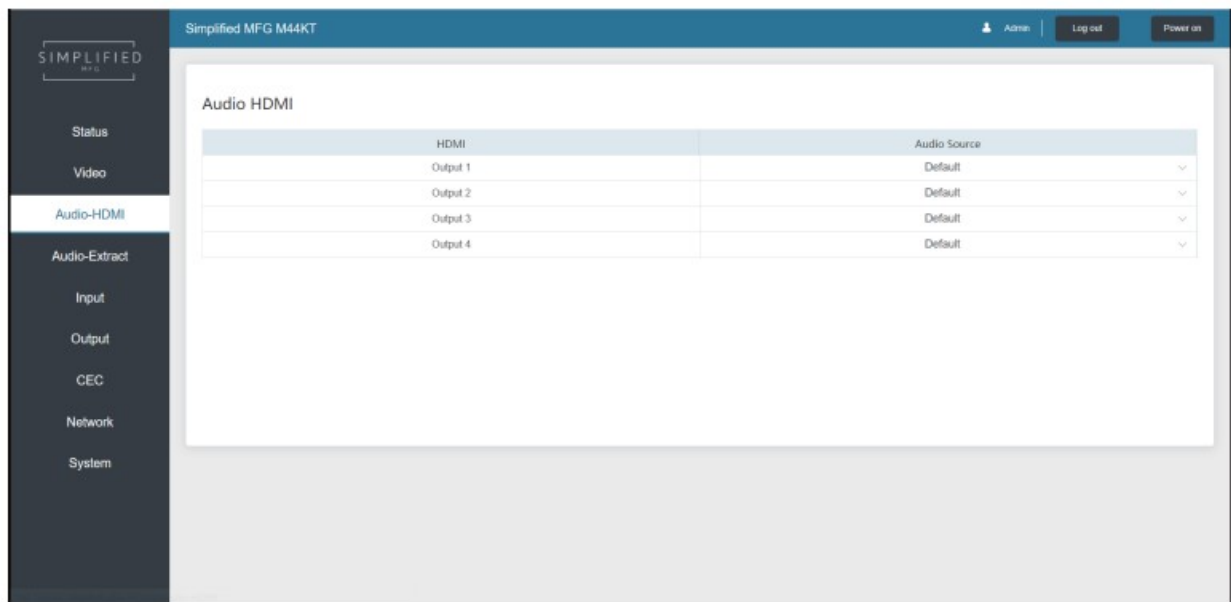 SIMPLIFIED
MFG
Simplified MFG M44KT
Admin
Log out
Power on
Status
Video
Audio-HDMI
Audio-Extract
Input
Output
CEC
Network
System
Audio HDMI
HDMI Audio Source
Output 1 Default
Output 2 Default
Output 3 Default
Output 4 Default